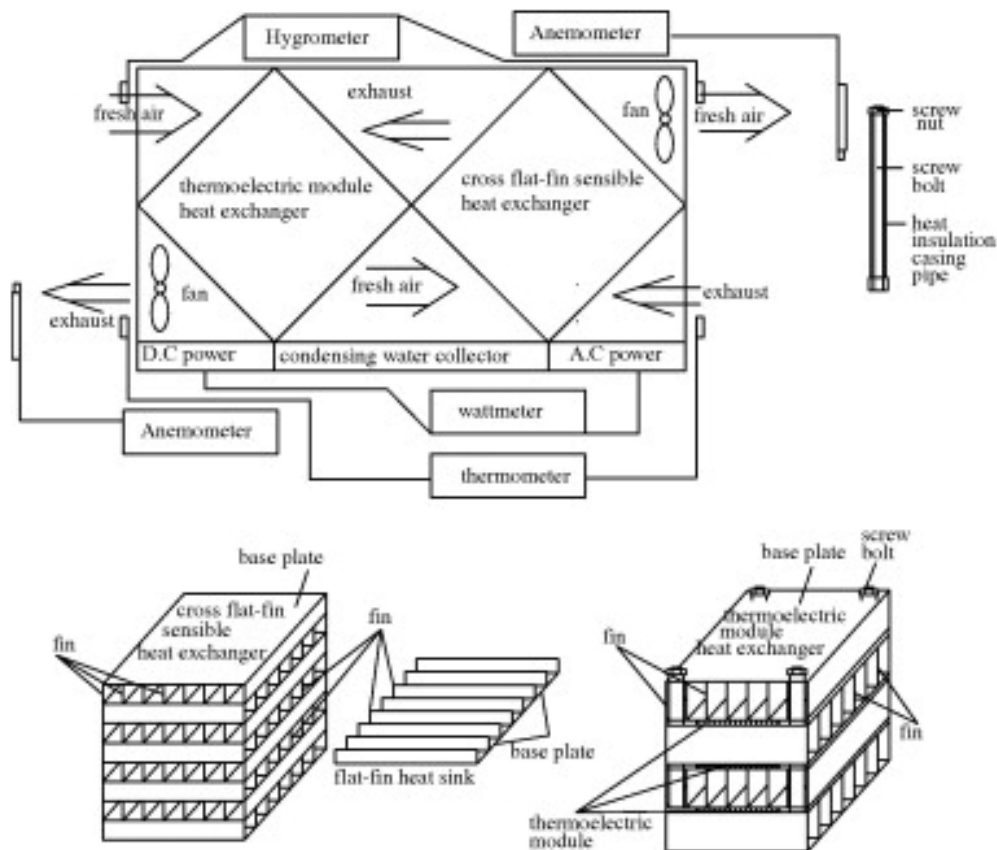 Hygrometer
Anemometer
fresh air
exhaust
fan
fresh air
screw
nut
screw
bolt
heat
insulation
casing
pipe
thermoelectric module
heat exchanger
cross flat-fin sensible
heat exchanger
fan
exhaust
fresh air
exhaust
D.C power
condensing water collector
A.C power
wattmeter
Anemometer
thermometer
base plate
cross flat-fin
sensible
heat exchanger
fin
fin
base plate
flat-fin heat sink
base plate
screw
bolt
thermoelectric
module
heat exchanger
fin
fin
thermoelectric
module